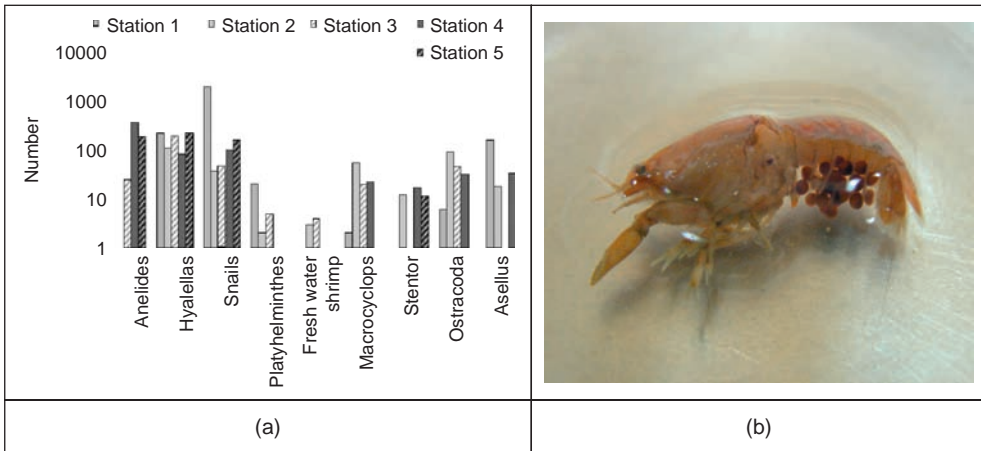 Station 1 Station 2 Station 3 Station 4
Station 5
10000
1000
100
10
1
Number
Anelides
Hyalellas
Snails
Platyhelminthes
Fresh water
shrimp
Macrocyclops
Stentor
Ostracoda
Asellus
(a)
(b)